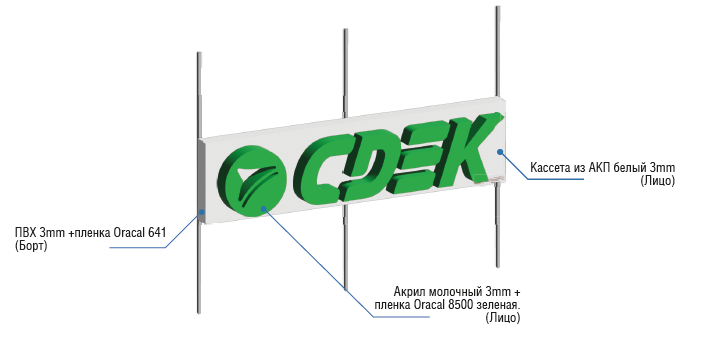 CDEK
Кассета из АКП белый 3mm
(Лицо)
ПВХ 3mm +пленка Oracal 641
(Борт)
Акрил молочный 3mm +
пленка Oracal 8500 зеленая.
(Лицо)